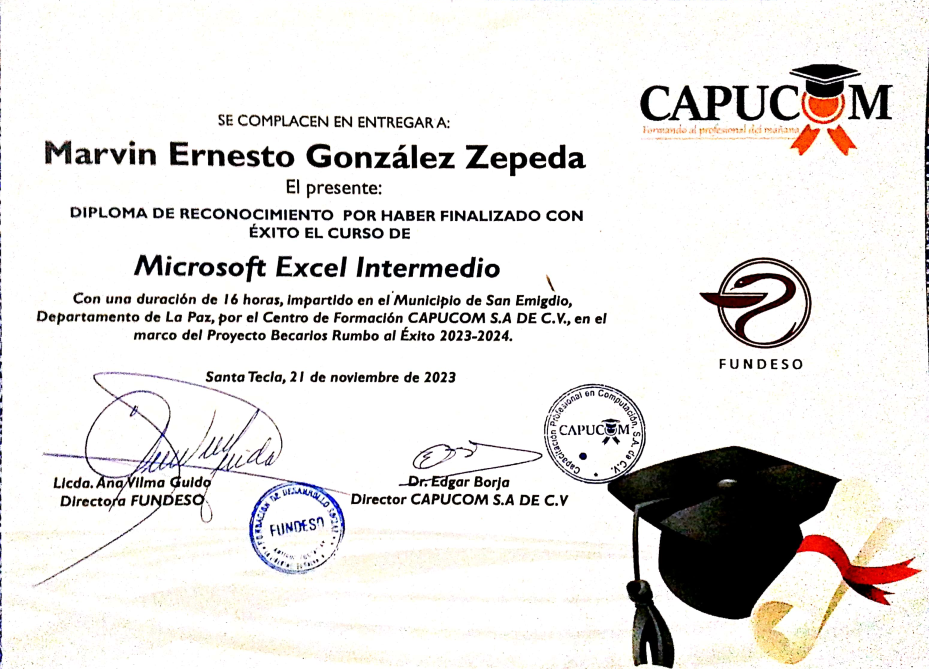 CAPUCOM
Formando al profesional del mañana
SE COMPLACEN EN ENTREGAR A:
Marvin Ernesto González Zepeda
El presente:
DIPLOMA DE RECONOCIMIENTO POR HABER FINALIZADO CON
ÉXITO EL CURSO DE
Microsoft Excel Intermedio
Con una duración de 16 horas, impartido en el Municipio de San Emigdio,
Departamento de La Paz, por el Centro de Formación CAPUCOM S.A DE C.V., en el
marco del Proyecto Becarios Rumbo al Éxito 2023-2024.
FUNDESO
Santa Tecla, 21 de noviembre de 2023
Capacitación Profesional en Computación, S.A. de C.V.
CAPUCOM
Licda. Ana Vilma Guido
Directora FUNDESO
Dr. Edgar Borja
Director CAPUCOM S.A DE C.V
FUNDACION DE DESARROLLO SOCIAL
FUNDESO